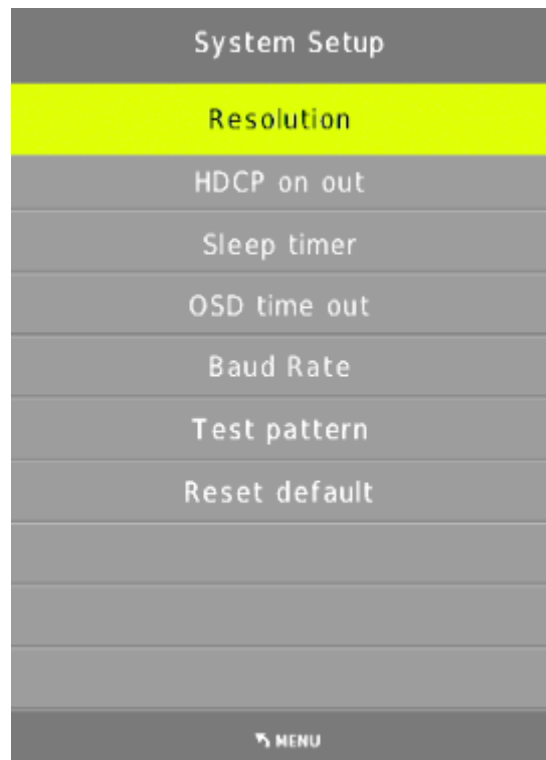 System Setup
Resolution
HDCP on out
Sleep timer
OSD time out
Baud Rate
Test pattern
Reset default
MENU